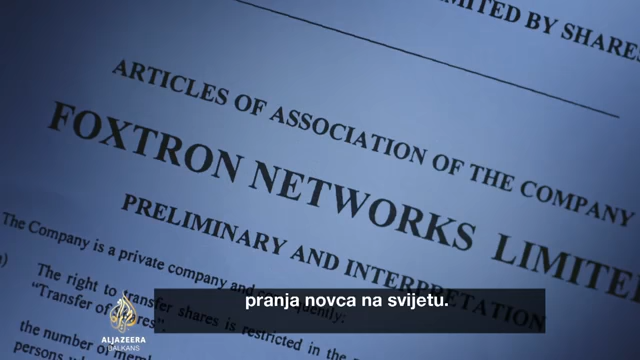 MITED BY SHARES
ARTICLES OF ASSOCIATION OF THE COMPANY
FOXTRON NETWORKS LIMITE
PRELIMINARY AND INTERPRETATION
The Company is a private company and
The right to transfer shares is restricted in the
"Transfer of
the number of
persons
pranja novca na svijetu.
ALJAZEERA
BALKANS